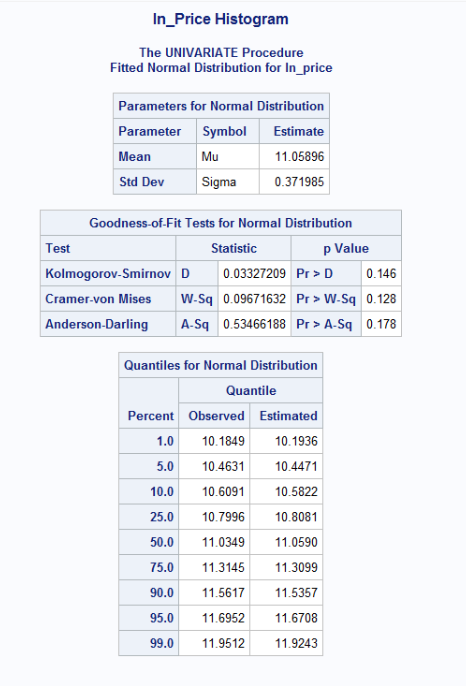 In_Price Histogram
The UNIVARIATE Procedure
Fitted Normal Distribution for ln_price
Parameters for Normal Distribution
Parameter Symbol Estimate
Mean Mu 11.05896
Std Dev Sigma 0.371985
Goodness-of-Fit Tests for Normal Distribution
Test Statistic p Value
Kolmogorov-Smirnov D 0.03327209 Pr > D 0.146
Cramer-von Mises W-Sq 0.09671632 Pr > W-Sq 0.128
Anderson-Darling A-Sq 0.53466188 Pr > A-Sq 0.178
Quantiles for Normal Distribution
Quantile
Percent Observed Estimated
1.0 10.1849 10.1936
5.0 10.4631 10.4471
10.0 10.6091 10.5822
25.0 10.7996 10.8081
50.0 11.0349 11.0590
75.0 11.3145 11.3099
90.0 11.5617 11.5357
95.0 11.6952 11.6708
99.0 11.9512 11.9243